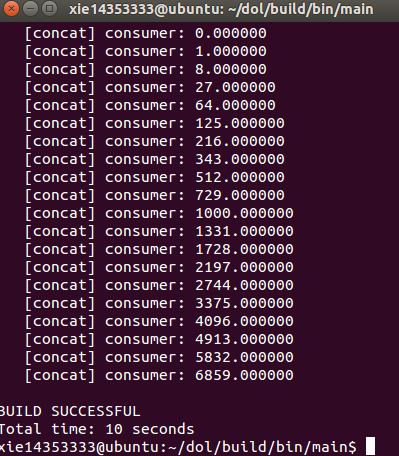 xie14353333@ubuntu: ~/dol/build/bin/main
[concat] consumer: 0.000000
[concat] consumer: 1.000000
[concat] consumer: 8.000000
[concat] consumer: 27.000000
[concat] consumer: 64.000000
[concat] consumer: 125.000000
[concat] consumer: 216.000000
[concat] consumer: 343.000000
[concat] consumer: 512.000000
[concat] consumer: 729.000000
[concat] consumer: 1000.000000
[concat] consumer: 1331.000000
[concat] consumer: 1728.000000
[concat] consumer: 2197.000000
[concat] consumer: 2744.000000
[concat] consumer: 3375.000000
[concat] consumer: 4096.000000
[concat] consumer: 4913.000000
[concat] consumer: 5832.000000
[concat] consumer: 6859.000000
BUILD SUCCESSFUL
Total time: 10 seconds
xie14353333@ubuntu:~/dol/build/bin/main$